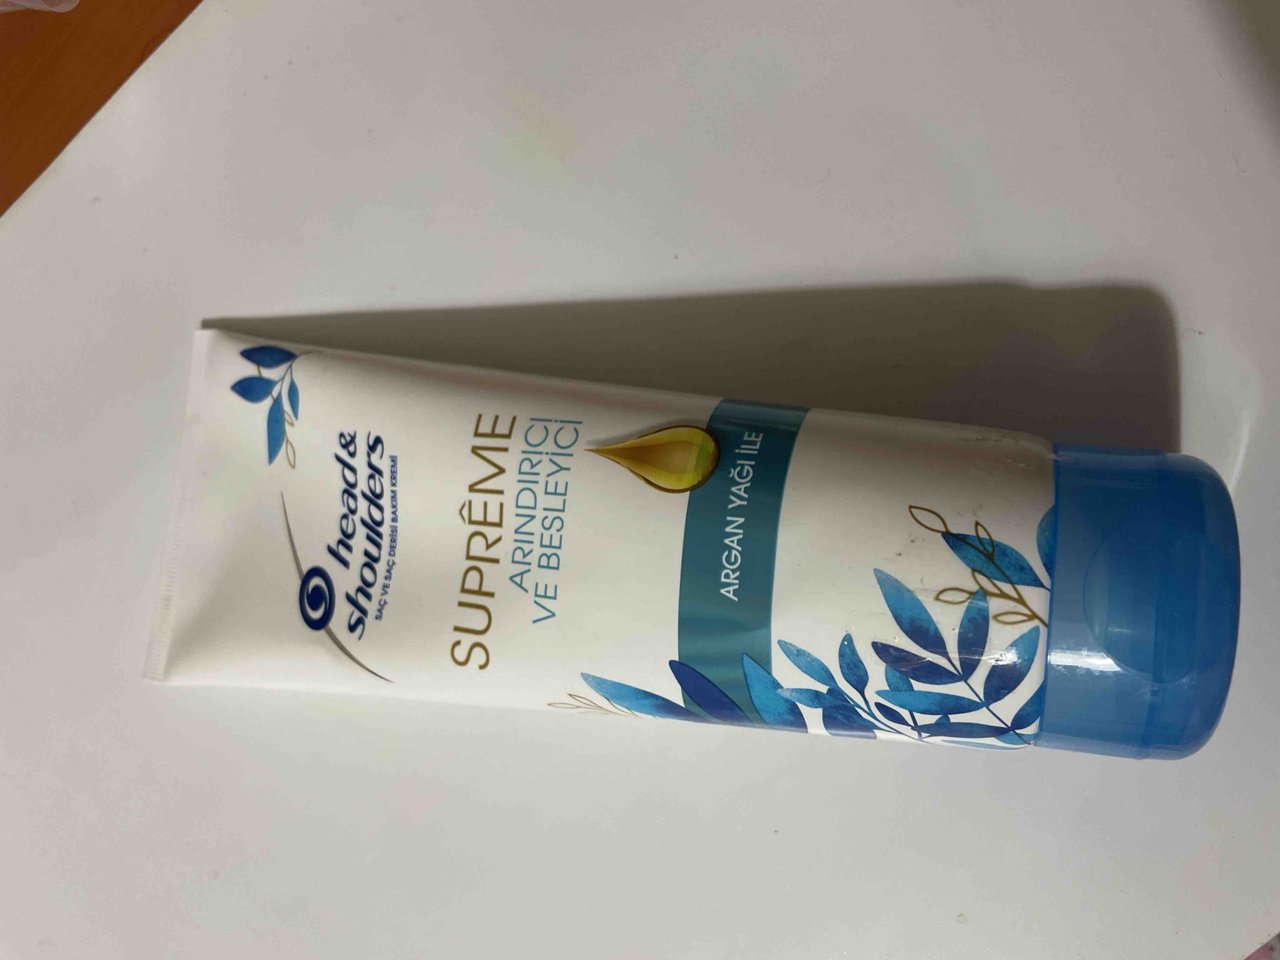 head &
shoulders
SAÇ VE SAÇ DERİSİ BAKIM KREMİ
SUPRÊME
ARINDIRICI
VE BESLEYİCİ
ARGAN YAĞI İLE